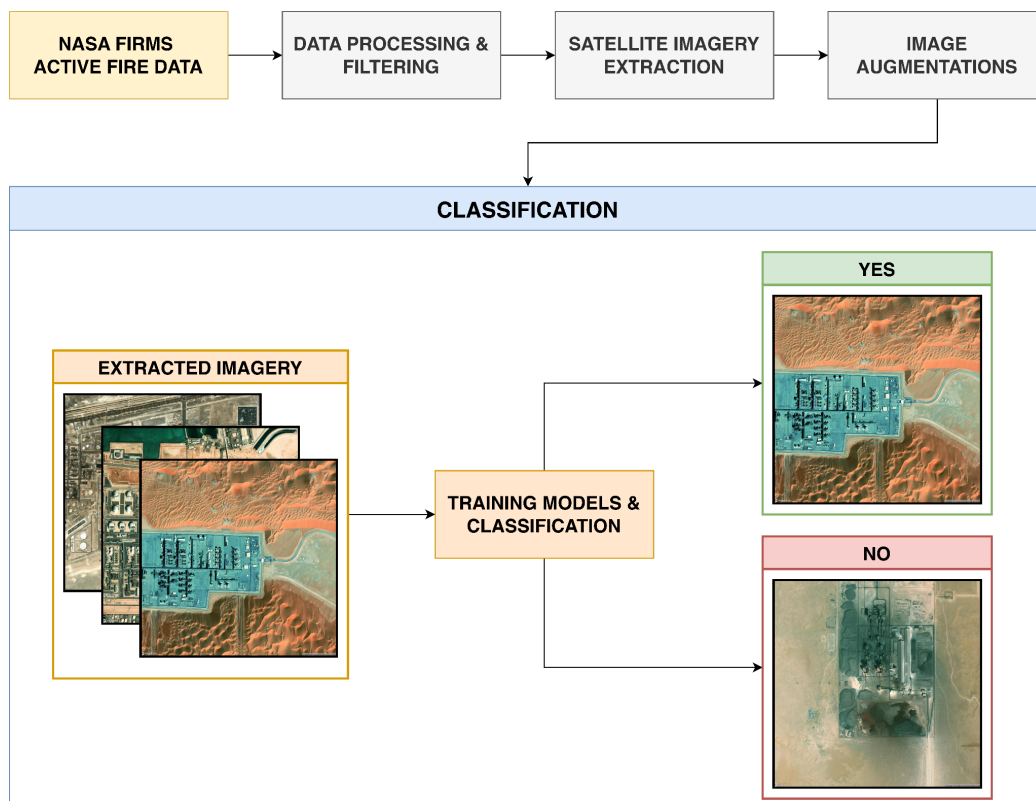 NASA FIRMS
ACTIVE FIRE DATA
DATA PROCESSING &
FILTERING
SATELLITE IMAGERY
EXTRACTION
IMAGE
AUGMENTATIONS
CLASSIFICATION
EXTRACTED IMAGERY
TRAINING MODELS &
CLASSIFICATION
YES
NO